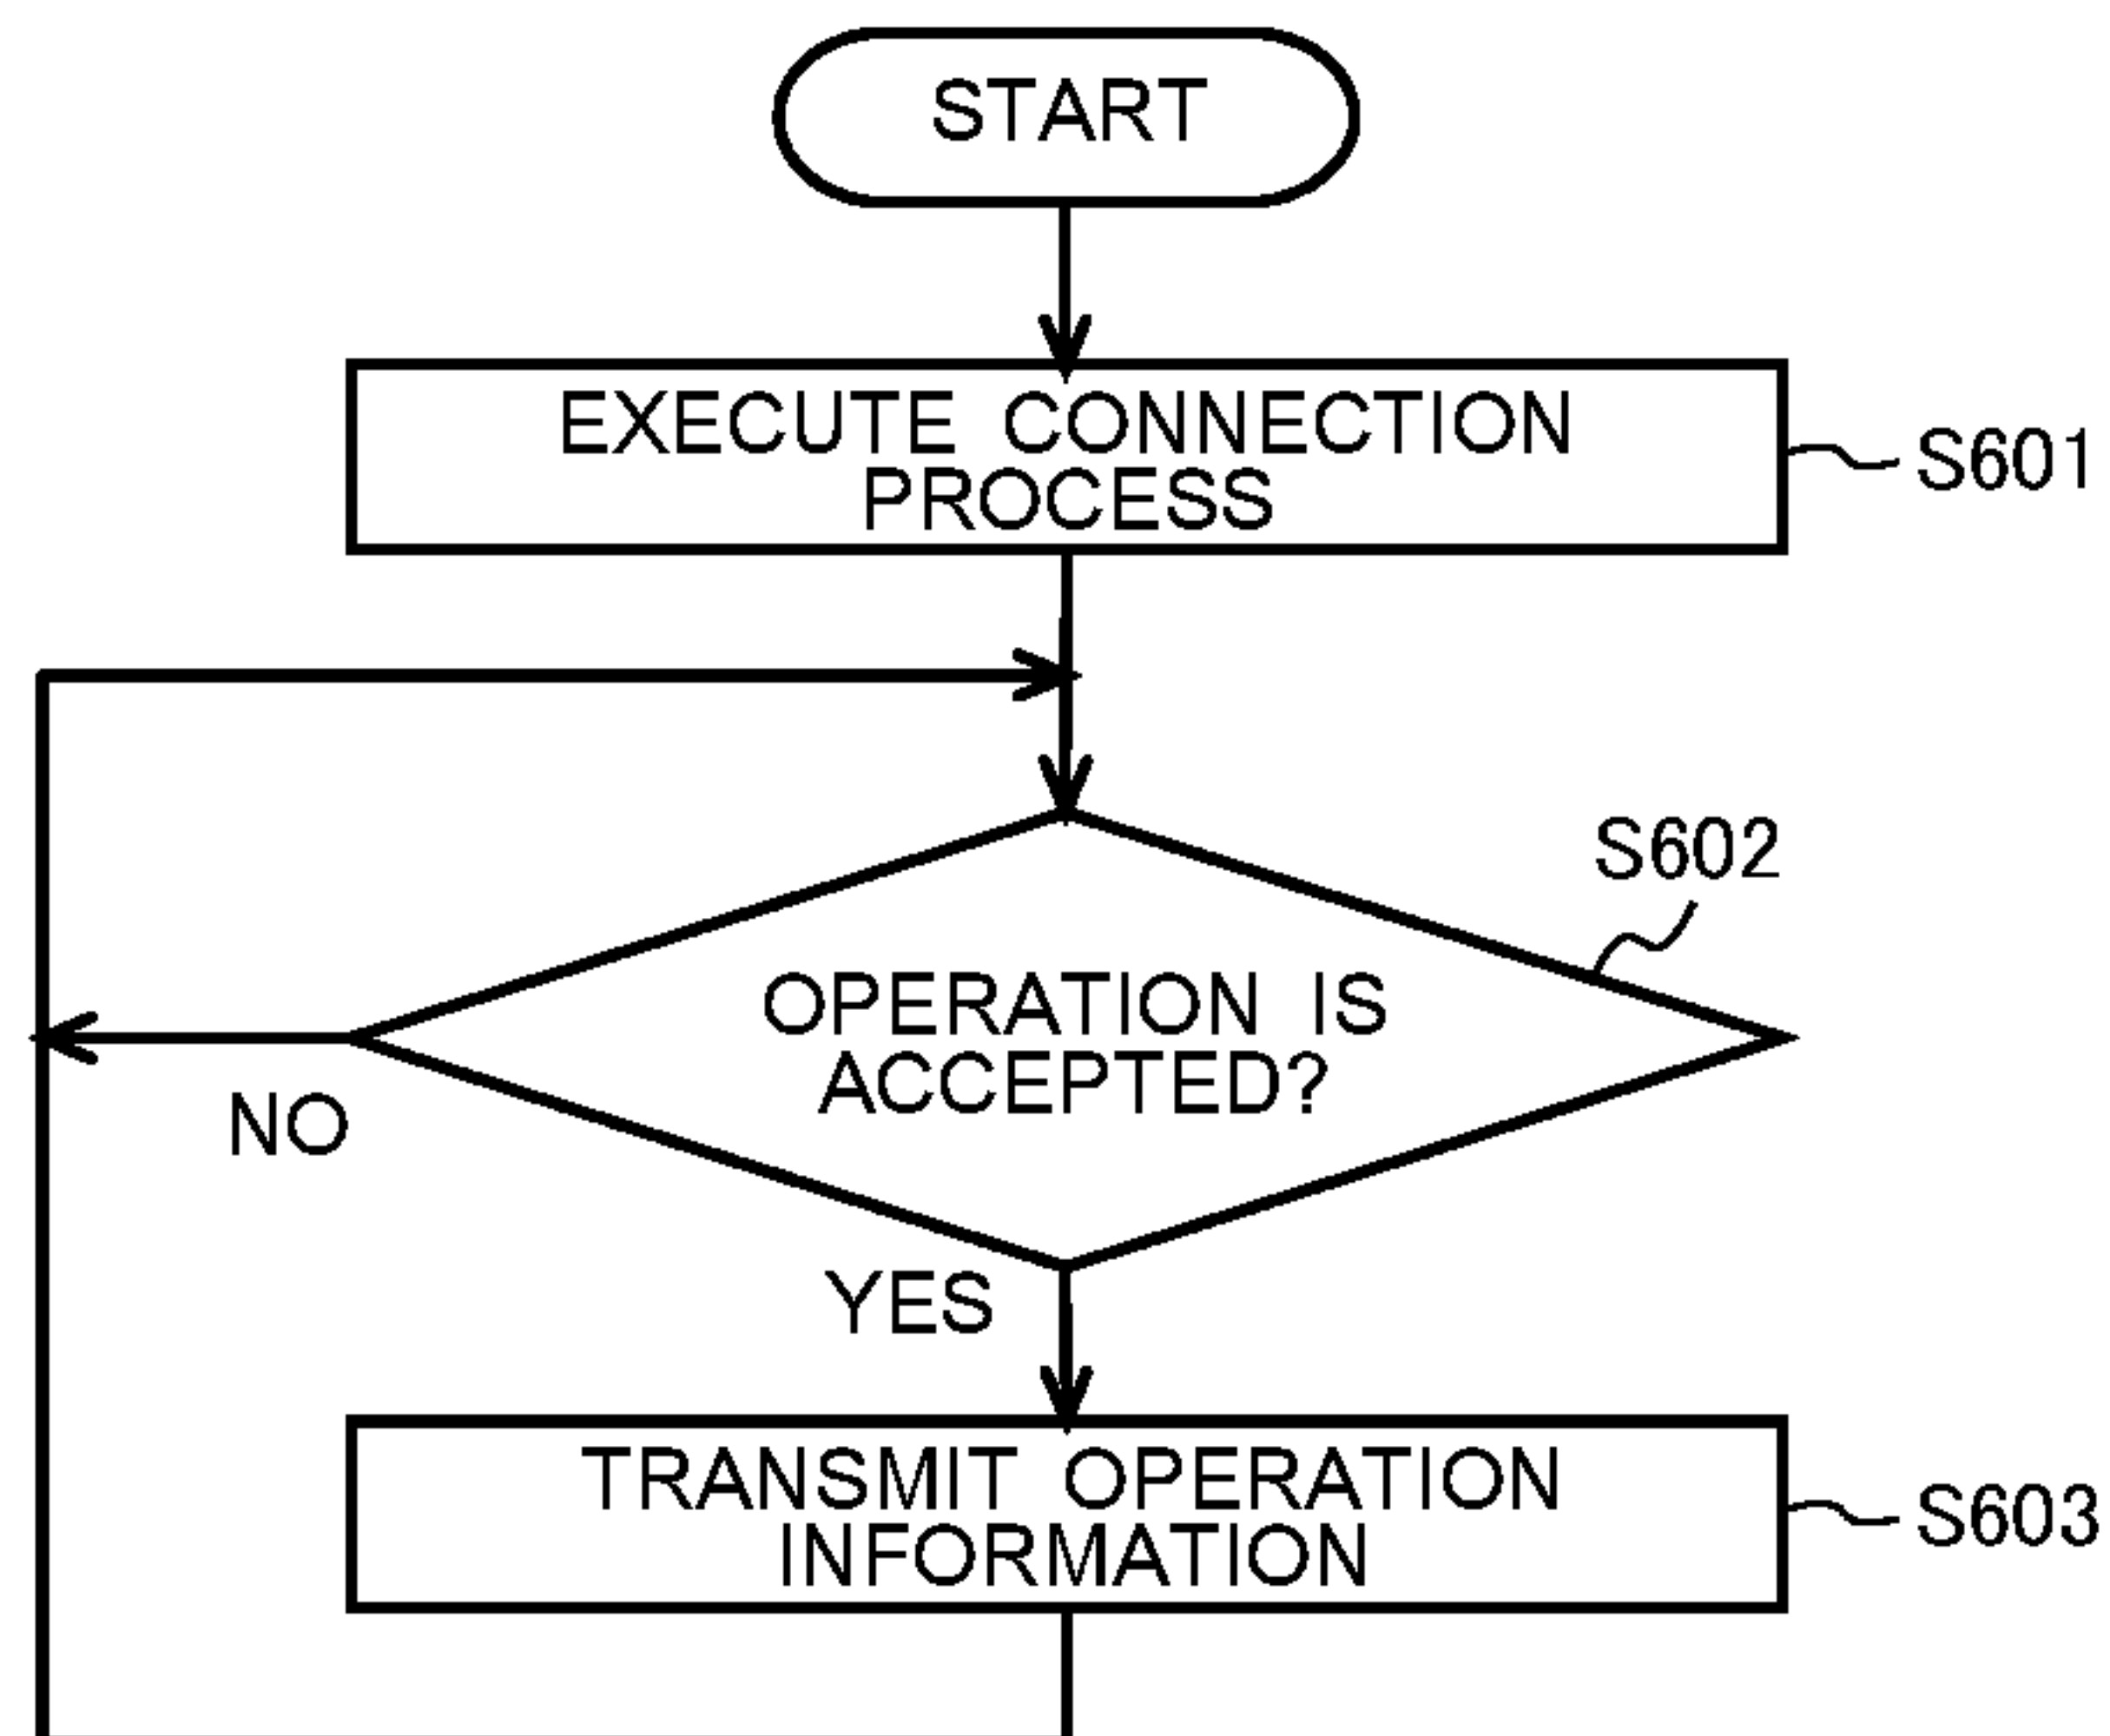 START
EXECUTE CONNECTION
PROCESS
S601
S602
OPERATION IS
ACCEPTED?
NO
YES
TRANSMIT OPERATION
INFORMATION
S603